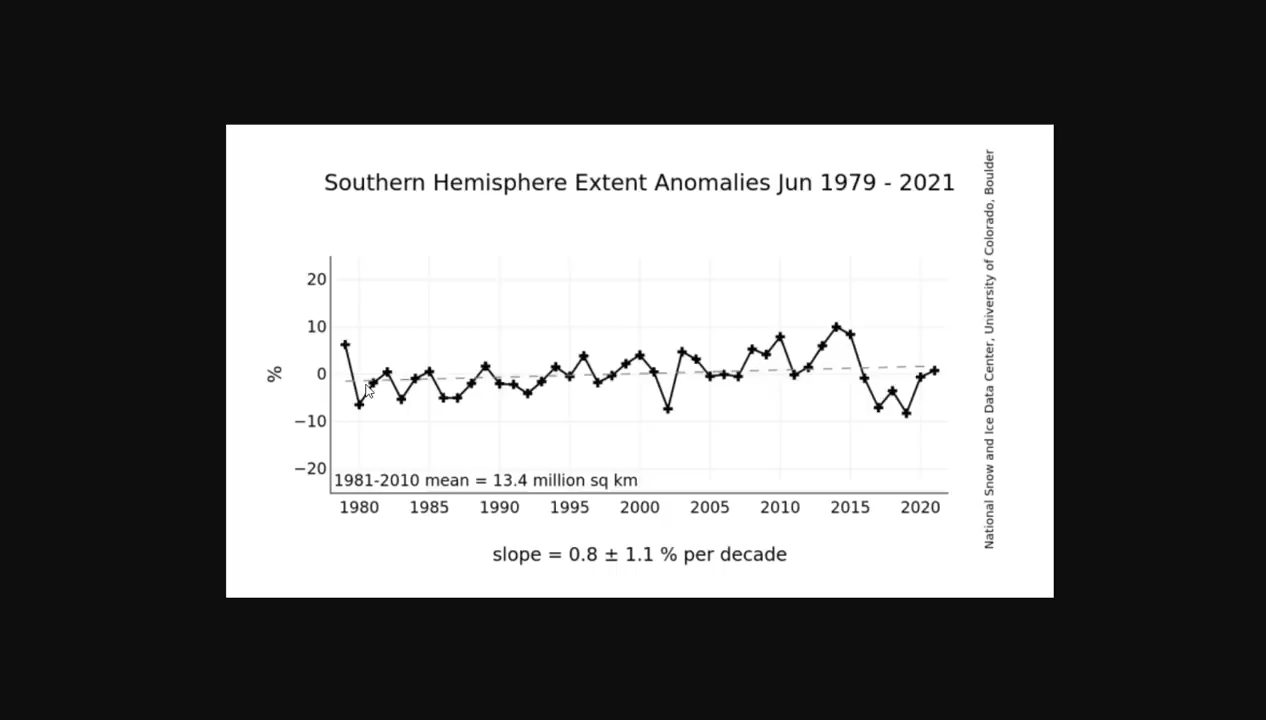 Southern Hemisphere Extent Anomalies Jun 1979 - 2021
20
10
0
−10
−20
%
1981-2010 mean = 13.4 million sq km
1980 1985 1990 1995 2000 2005 2010 2015 2020
slope = 0.8 ± 1.1 % per decade
National Snow and Ice Data Center, University of Colorado, Boulder